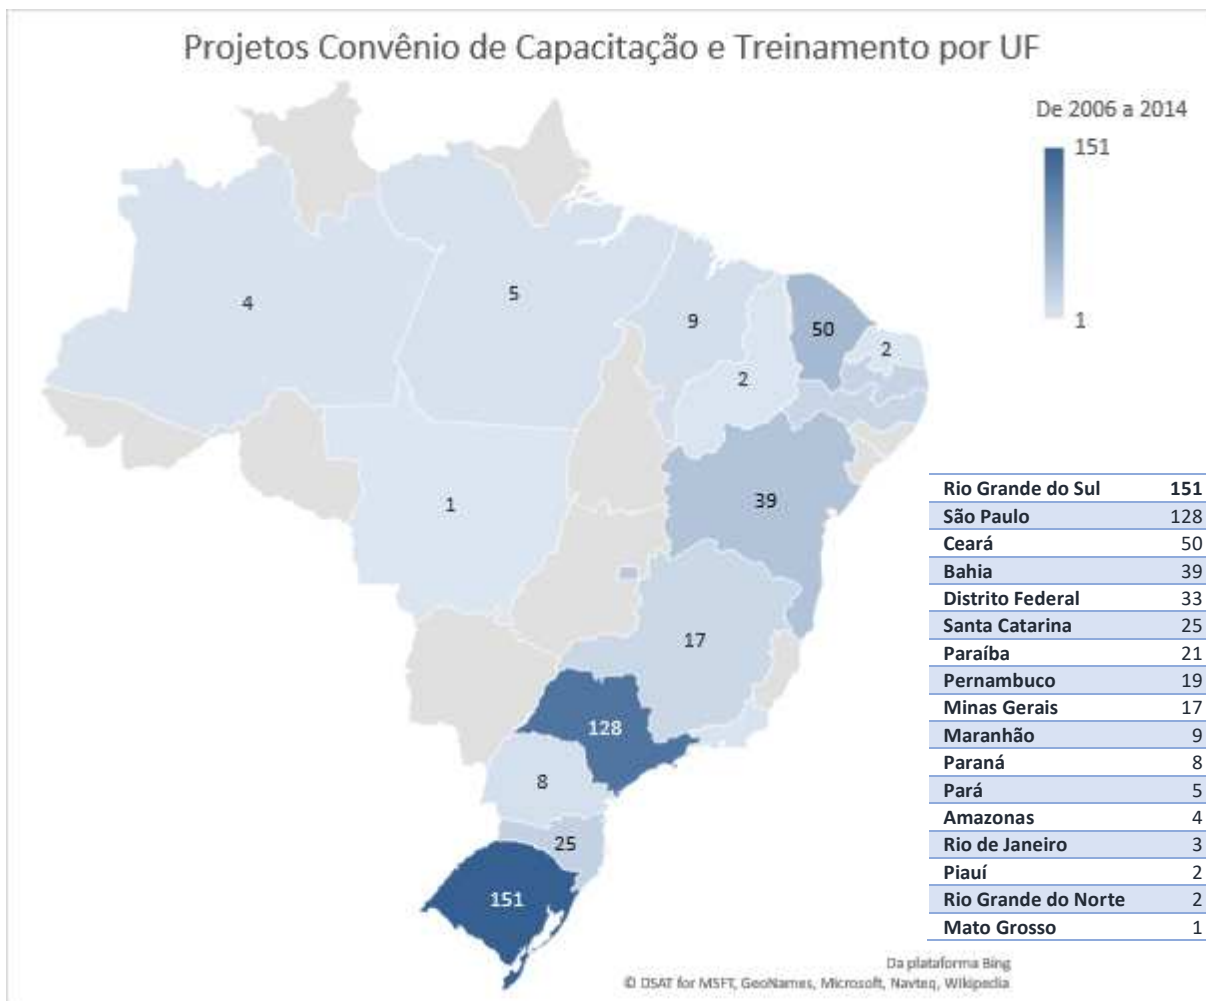 Projetos Convênio de Capacitação e Treinamento por UF
De 2006 a 2014
151
1
4
5
9
50
2
2
1
39
17
128
8
25
151
Rio Grande do Sul 151
São Paulo 128
Ceará 50
Bahia 39
Distrito Federal 33
Santa Catarina 25
Paraíba 21
Pernambuco 19
Minas Gerais 17
Maranhão 9
Paraná 8
Pará 5
Amazonas 4
Rio de Janeiro 3
Piauí 2
Rio Grande do Norte 2
Mato Grosso 1
Da plataforma Bing
© DSAT for MSFT, GeoNames, Microsoft, Navteq, Wikipedia